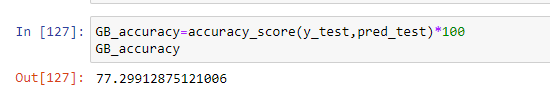 In [127]: GB_accuracy=accuracy_score(y_test,pred_test)*100
GB_accuracy
Out[127]: 77.29912875121006